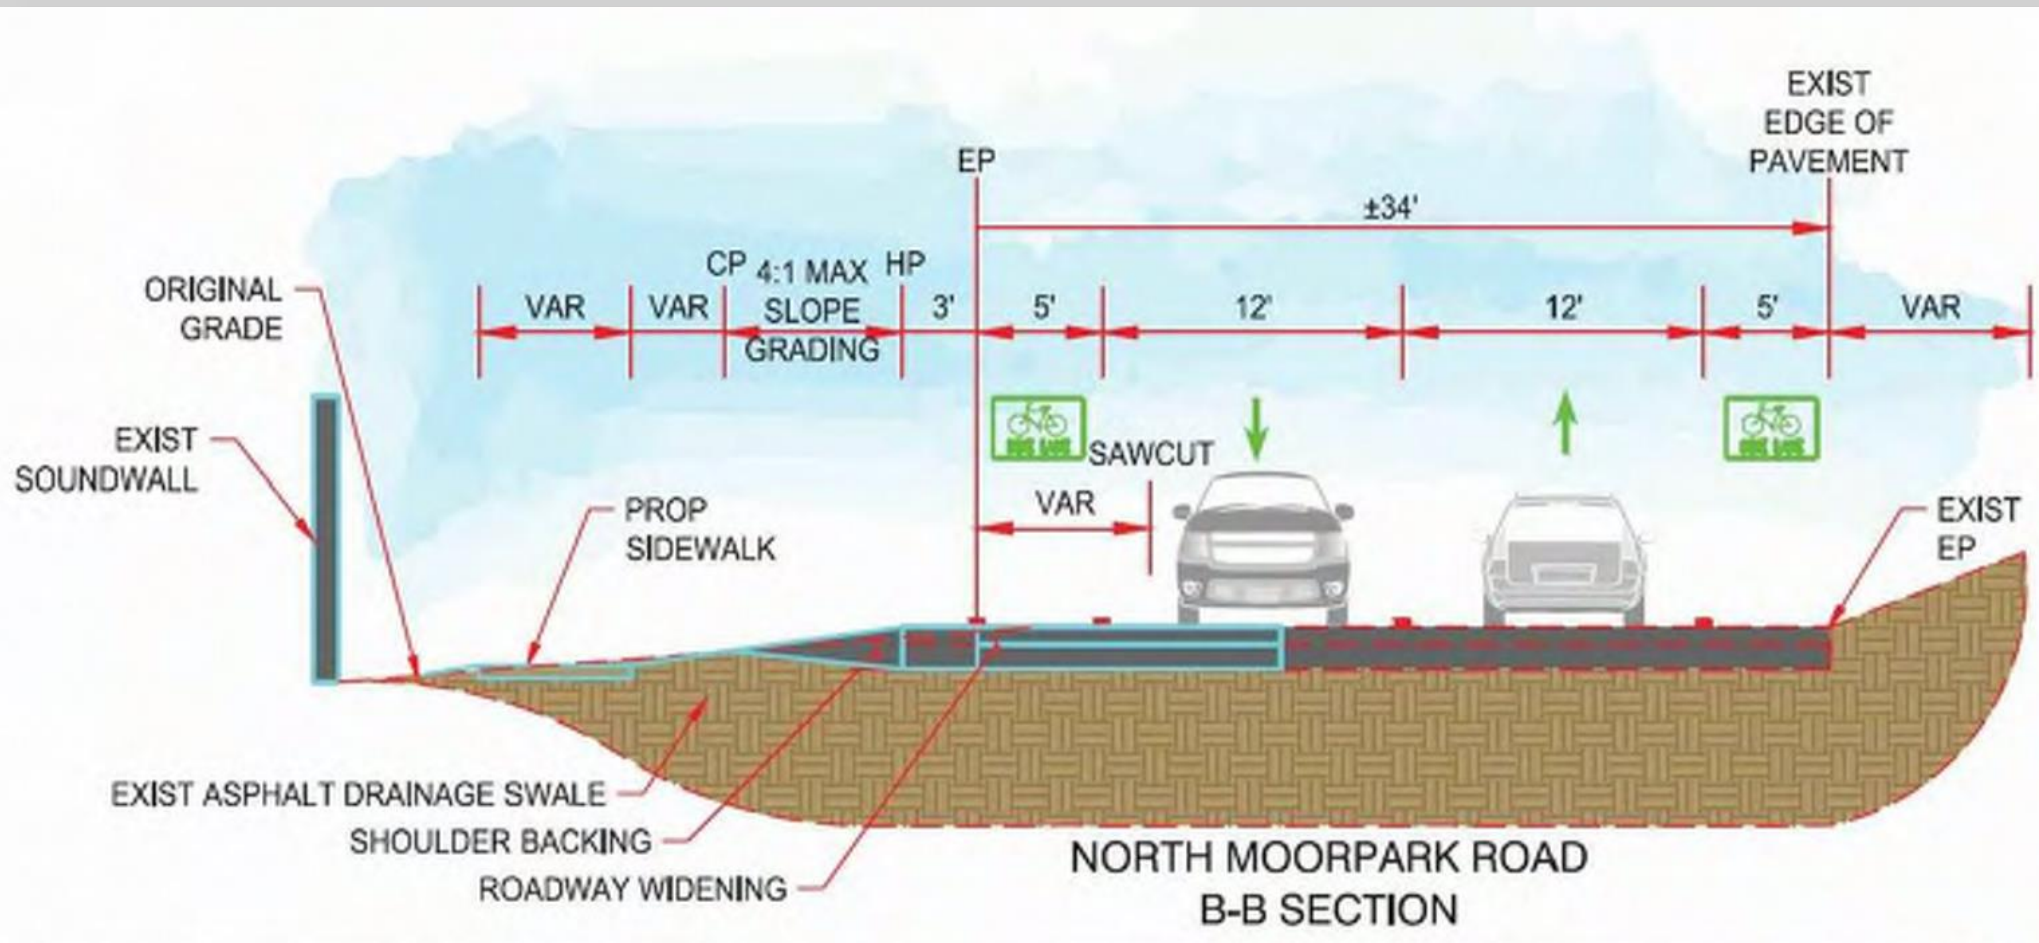 EXIST
EDGE OF
PAVEMENT
EP
±34'
CP
4:1 MAX
SLOPE
GRADING
HP
ORIGINAL
GRADE
VAR
VAR
3'
5'
12'
12'
5'
VAR
EXIST
SOUNDWALL
SAWCUT
VAR
PROP
SIDEWALK
EXIST
EP
EXIST ASPHALT DRAINAGE SWALE
SHOULDER BACKING
ROADWAY WIDENING
NORTH MOORPARK ROAD
B-B SECTION